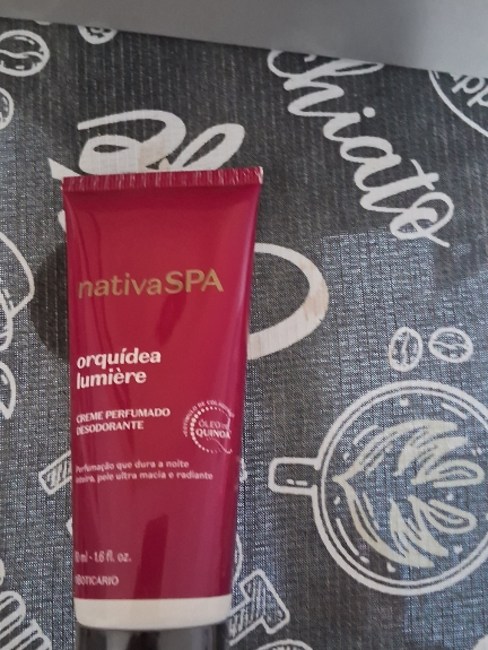 chiato
nativaSPA
orquídea
lumière
CREME PERFUMADO
DESODORANTE
ÓLEO DE
QUINOA
Perfumação que dura a noite
inteira, pele ultra macia e radiante
ml - 1.6 fl. oz.
BOTICÁRIO